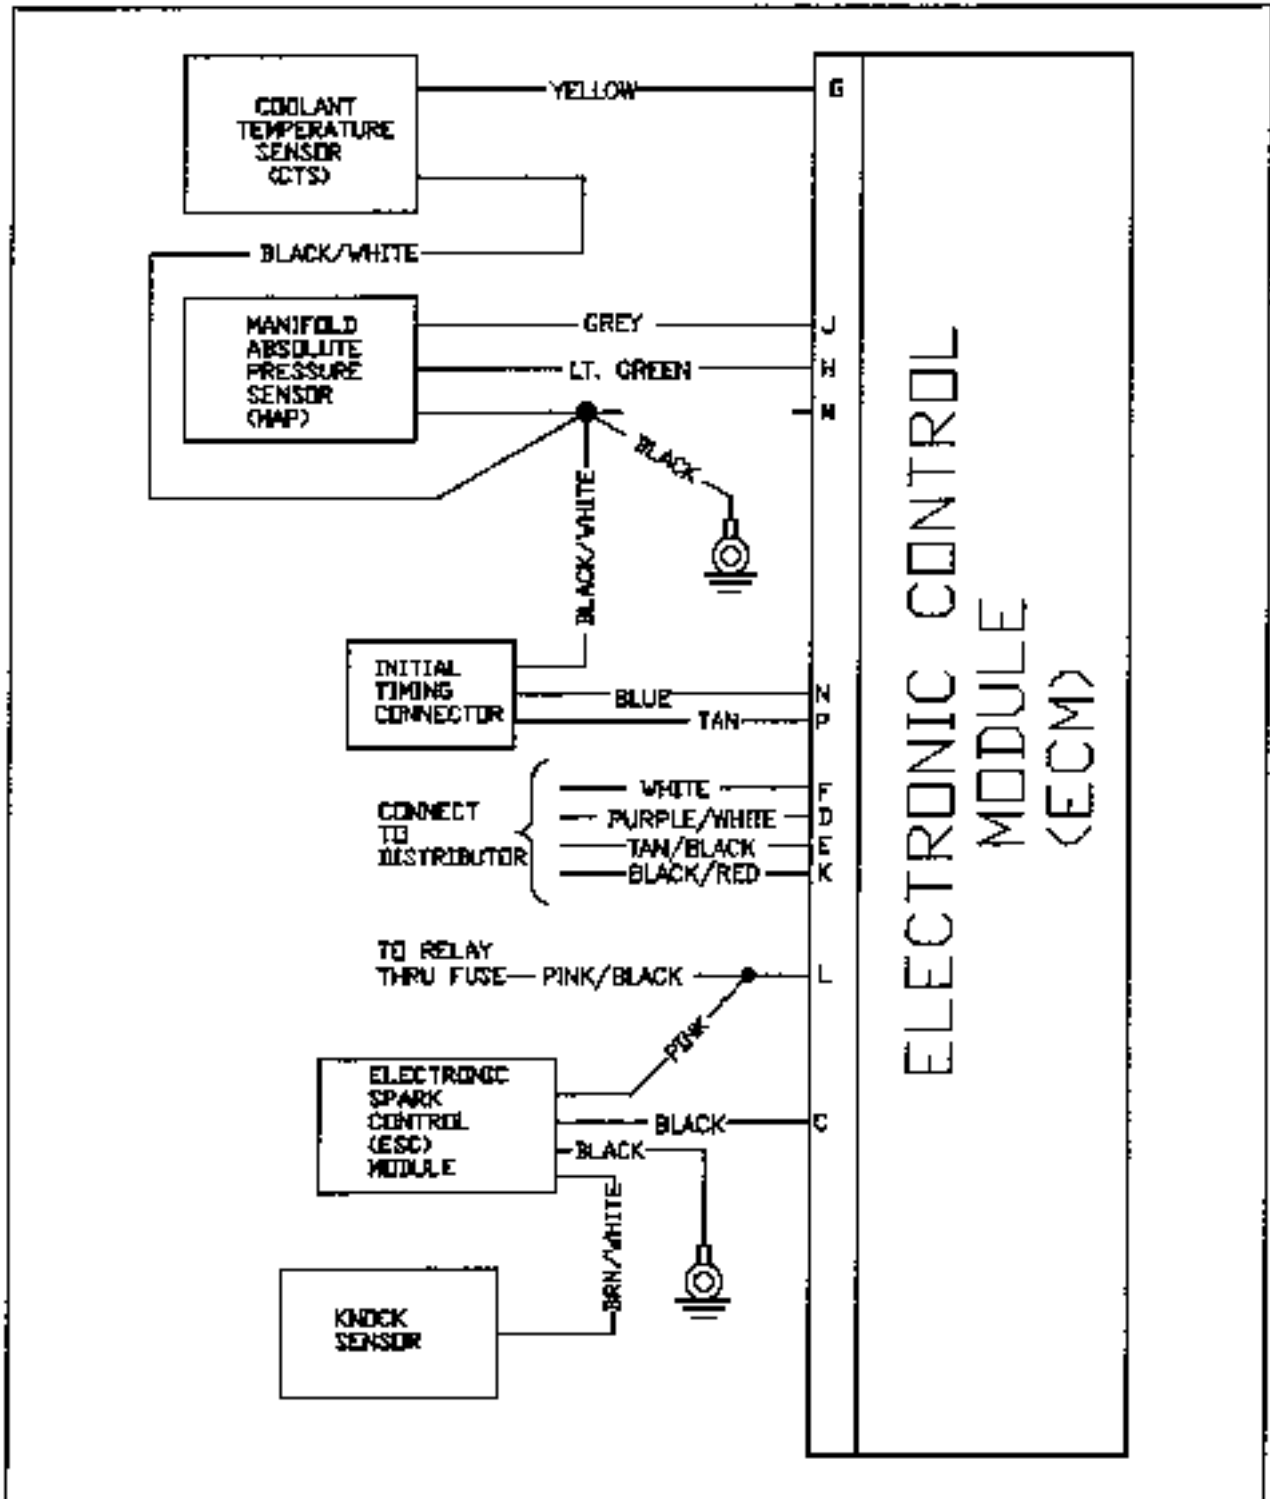 COOLANT
TEMPERATURE
SENSOR
(CTS)
YELLOW
G
BLACK/WHITE
MANIFOLD
ABSOLUTE
PRESSURE
SENSOR
(MAP)
GREY
J
LT. GREEN
H
M
BLACK
BLACK/WHITE
INITIAL
TIMING
CONNECTOR
BLUE
N
TAN
P
CONNECT
TO
DISTRIBUTOR
WHITE
F
PURPLE/WHITE
D
TAN/BLACK
E
BLACK/RED
K
TO RELAY
THRU FUSE
PINK/BLACK
L
PINK
ELECTRONIC
SPARK
CONTROL
(ESC)
MODULE
BLACK
C
BLACK
BRN/WHITE
KNOCK
SENSOR
ELECTRONIC CONTROL
MODULE
(ECM)